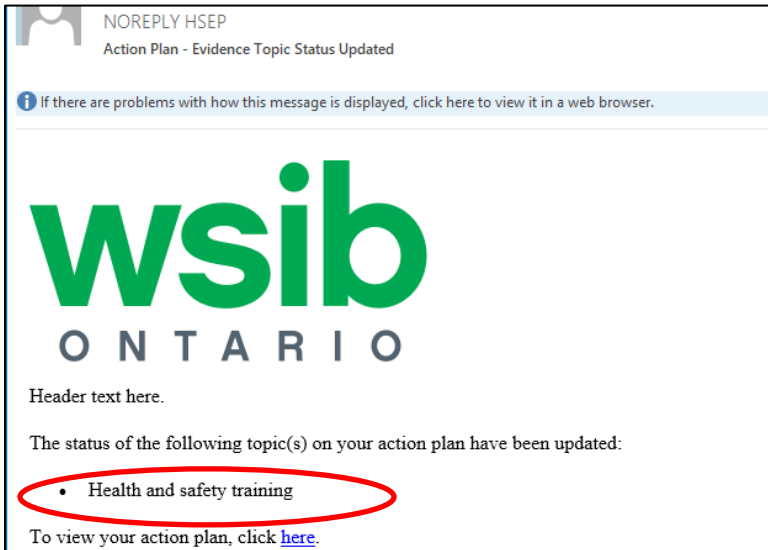 NOREPLY HSEP
Action Plan - Evidence Topic Status Updated
If there are problems with how this message is displayed, click here to view it in a web browser.
wsib
ONTARIO
Header text here.
The status of the following topic(s) on your action plan have been updated:
• Health and safety training
To view your action plan, click here.